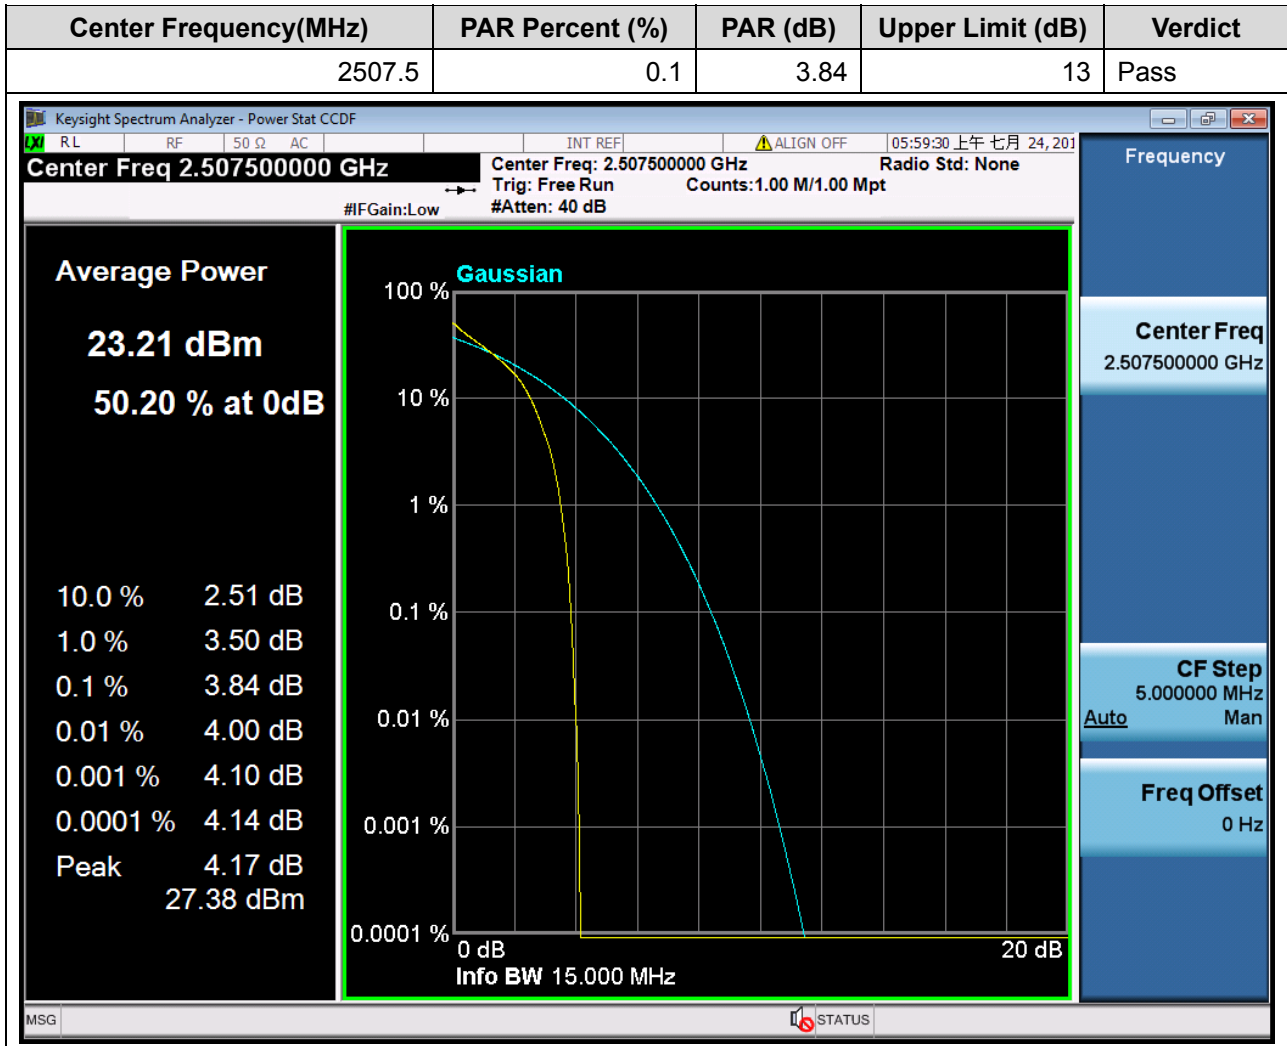 Center Frequency(MHz) PAR Percent (%) PAR (dB) Upper Limit (dB) Verdict
2507.5 0.1 3.84 13 Pass
Keysight Spectrum Analyzer - Power Stat CCDF
LXI RL RF 50 Ω AC INT REF ALIGN OFF 05:59:30 上午 七月 24, 201
Center Freq 2.507500000 GHz
Center Freq: 2.507500000 GHz Radio Std: None
Trig: Free Run Counts:1.00 M/1.00 Mpt
#IFGain:Low #Atten: 40 dB
Average Power
23.21 dBm
50.20 % at 0dB
10.0 % 2.51 dB
1.0 % 3.50 dB
0.1 % 3.84 dB
0.01 % 4.00 dB
0.001 % 4.10 dB
0.0001 % 4.14 dB
Peak 4.17 dB
27.38 dBm
Gaussian
100 %
10 %
1 %
0.1 %
0.01 %
0.001 %
0.0001 %
0 dB 20 dB
Info BW 15.000 MHz
Frequency
Center Freq
2.507500000 GHz
CF Step
5.000000 MHz
Auto Man
Freq Offset
0 Hz
MSG STATUS